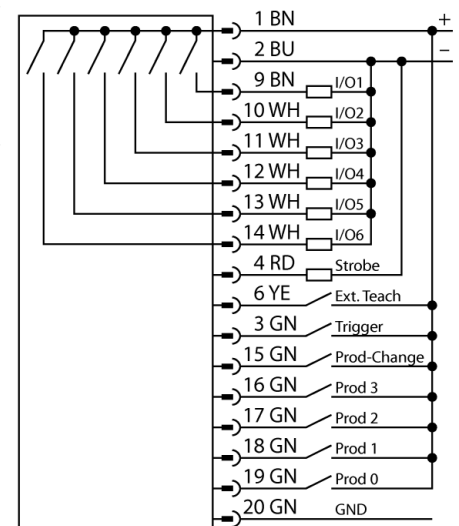 1 BN +
2 BU −
9 BN I/O1
10 WH I/O2
11 WH I/O3
12 WH I/O4
13 WH I/O5
14 WH I/O6
4 RD Strobe
6 YE Ext. Teach
3 GN Trigger
15 GN Prod-Change
16 GN Prod 3
17 GN Prod 2
18 GN Prod 1
19 GN Prod 0
20 GN GND